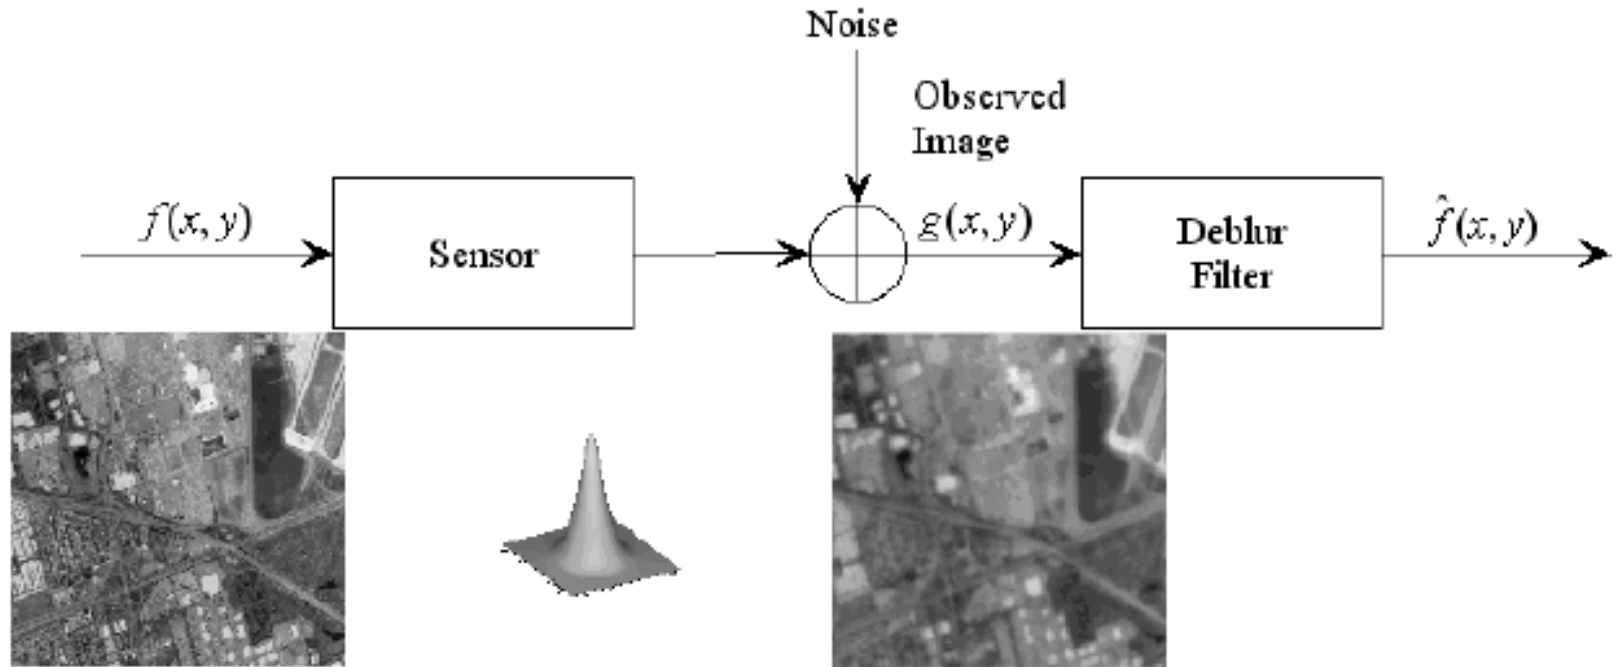 Noise
Observed
Image
f(x, y)
Sensor
g(x, y)
Deblur
Filter
f̂(x, y)